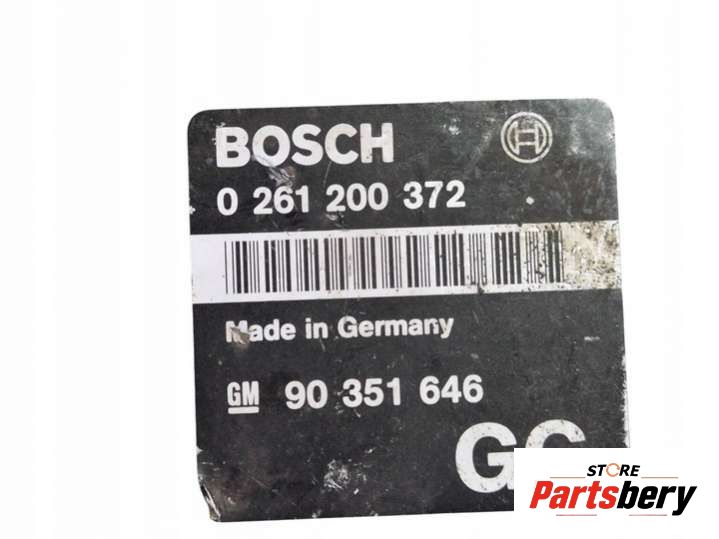 BOSCH
0 261 200 372
Made in Germany
GM 90 351 646
STORE
Partsbery